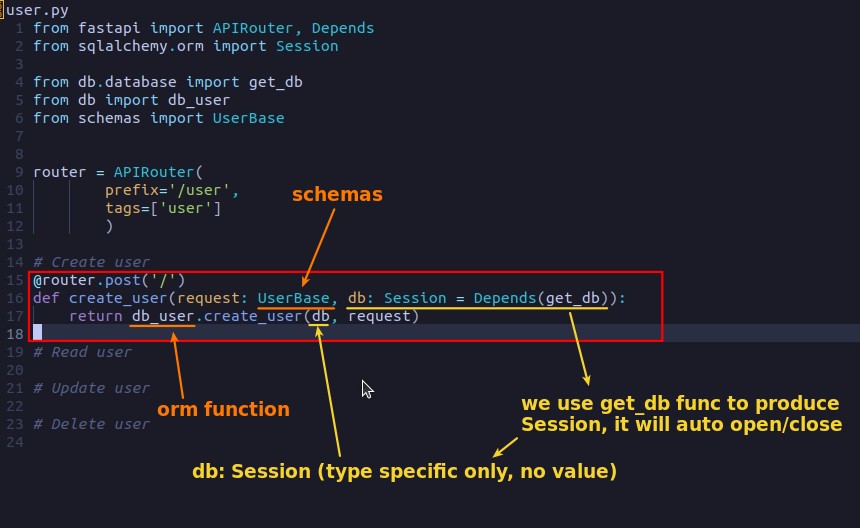 user.py
1 from fastapi import APIRouter, Depends
2 from sqlalchemy.orm import Session
3
4 from db.database import get_db
5 from db import db_user
6 from schemas import UserBase
7
8
9 router = APIRouter(
10 prefix='/user',
schemas
11 tags=['user']
12 )
13
14 # Create user
15 @router.post('/')
16 def create_user(request: UserBase, db: Session = Depends(get_db)):
17 return db_user.create_user(db, request)
18
19 # Read user
20
21 # Update user
22
23 # Delete user
24
orm function
we use get_db func to produce
Session, it will auto open/close
db: Session (type specific only, no value)